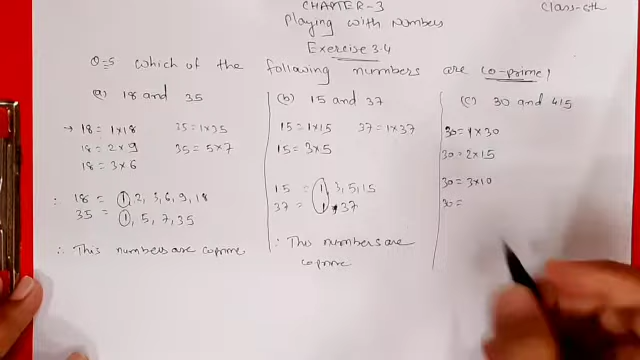 CHAPTER-3
Class-6th
Playing with Numbers
Exercise 3.4
Q=5 which of the following numbers are co-prime?
(a) 18 and 35
18 = 1×18 35 = 1×35
18 = 2×9 35 = 5×7
18 = 3×6
∴ 18 = 1, 2, 3, 6, 9, 18
35 = 1, 5, 7, 35
∴ This numbers are coprime.
(b) 15 and 37
15 = 1×15 37 = 1×37
15 = 3×5
15 = 1, 3, 5, 15
37 = 1, 37
∴ This numbers are
coprime
(c) 30 and 415
30 = 1×30
30 = 2×15
30 = 3×10
30 =